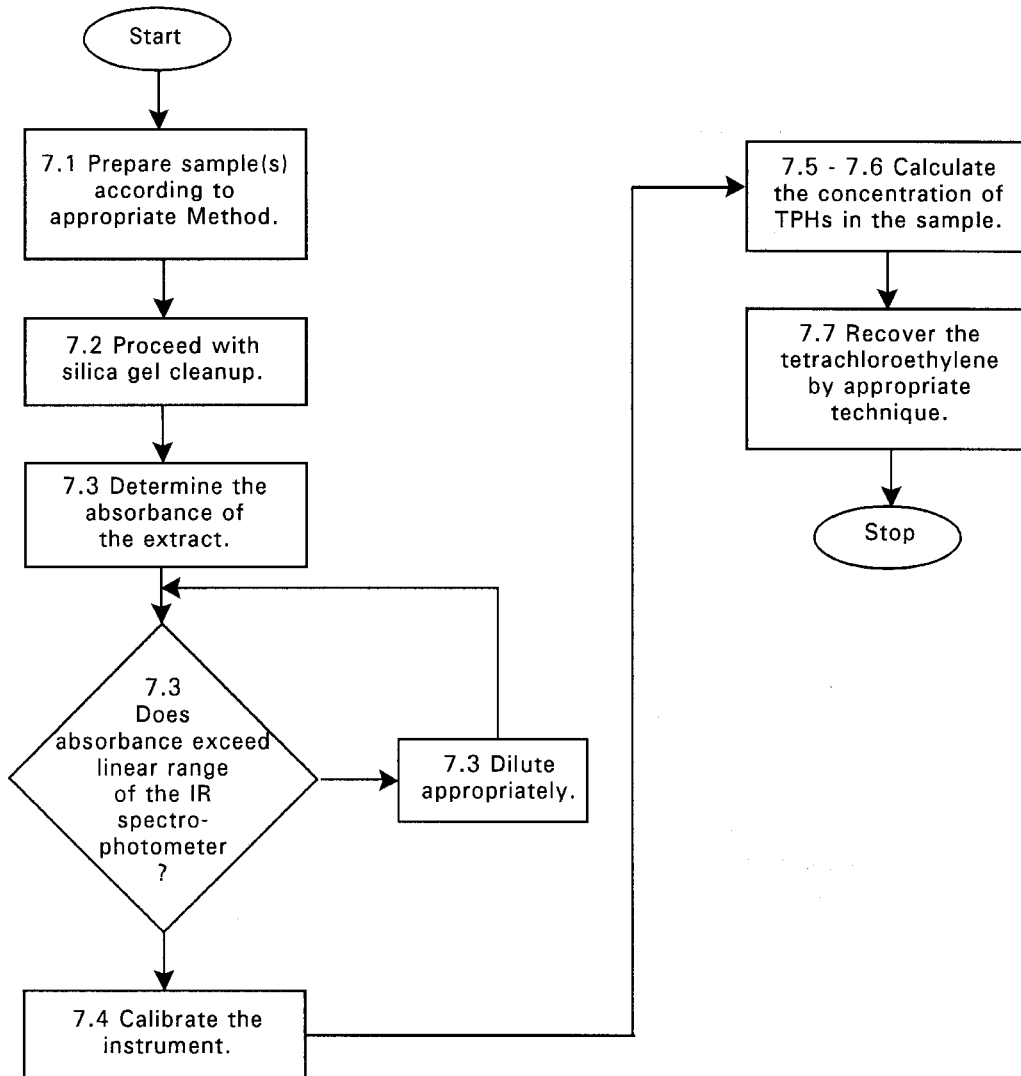 Start
7.1 Prepare sample(s)
according to
appropriate Method.
7.2 Proceed with
silica gel cleanup.
7.3 Determine the
absorbance of
the extract.
7.3
Does
absorbance exceed
linear range
of the IR
spectro-
photometer
?
7.3 Dilute
appropriately.
7.4 Calibrate the
instrument.
7.5 - 7.6 Calculate
the concentration of
TPHs in the sample.
7.7 Recover the
tetrachloroethylene
by appropriate
technique.
Stop